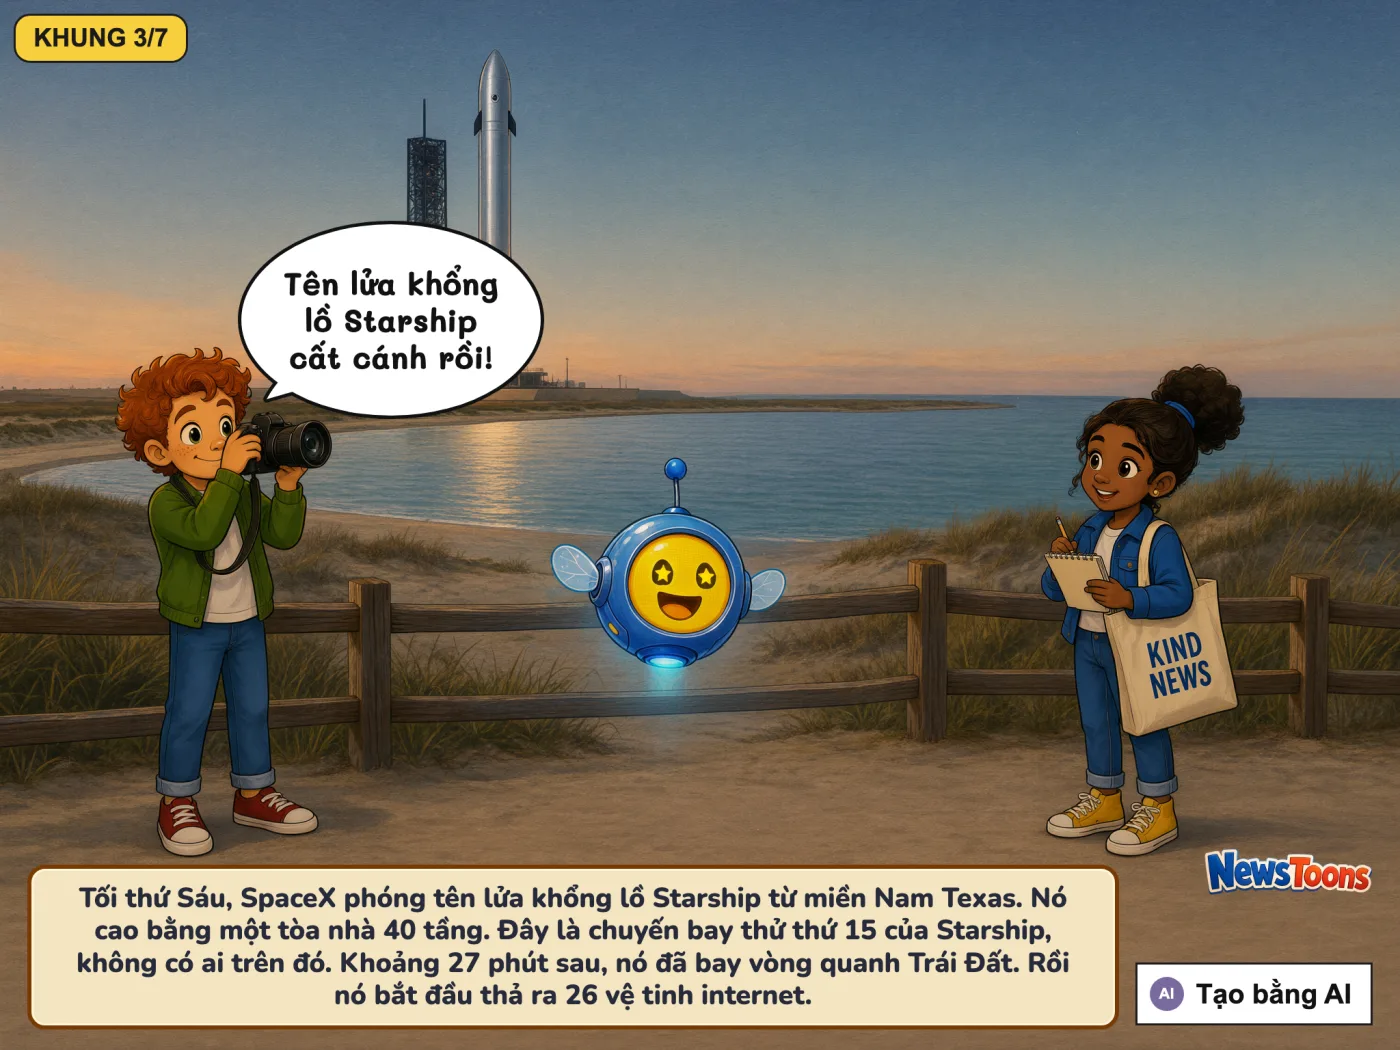 KHUNG 3/7
Tên lửa khổng
lồ Starship
cất cánh rồi!
KIND
NEWS
Tối thứ Sáu, SpaceX phóng tên lửa khổng lồ Starship từ miền Nam Texas. Nó
cao bằng một tòa nhà 40 tầng. Đây là chuyến bay thử thứ 15 của Starship,
không có ai trên đó. Khoảng 27 phút sau, nó đã bay vòng quanh Trái Đất. Rồi
nó bắt đầu thả ra 26 vệ tinh internet.
NewsToons
AI Tạo bằng AI